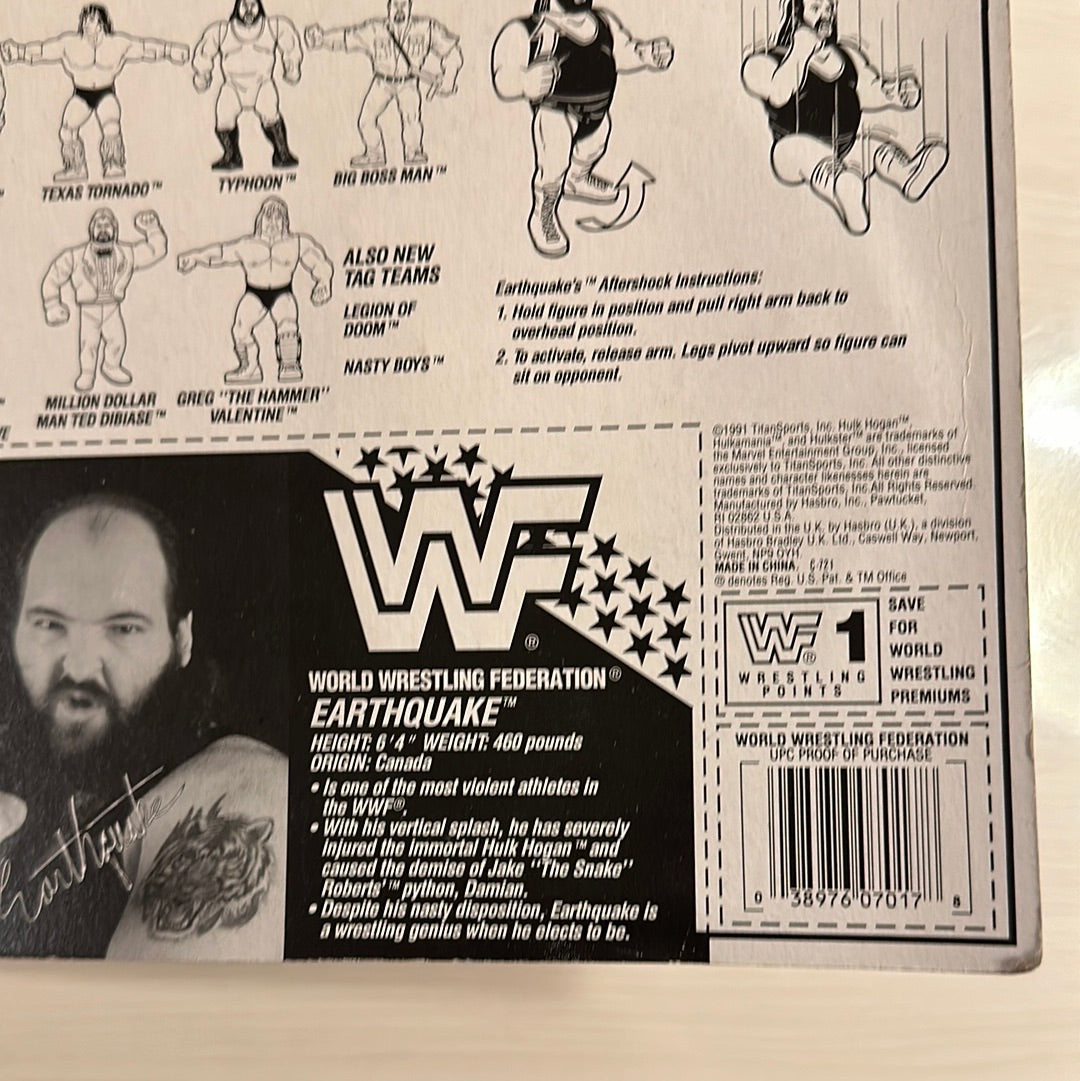 TEXAS TORNADO™
TYPHOON™
BIG BOSS MAN™
ALSO NEW
TAG TEAMS
LEGION OF
DOOM™
NASTY BOYS™
MILLION DOLLAR
MAN TED DIBIASE™
GREG "THE HAMMER"
VALENTINE™
Earthquake's™ Aftershock Instructions:
1. Hold figure in position and pull right arm back to
overhead position.
2. To activate, release arm. Legs pivot upward so figure can
sit on opponent.
©1991 TitanSports, Inc. Hulk Hogan™,
Hulkamania™, and Hulkster™ are trademarks of
the Marvel Entertainment Group, Inc., licensed
exclusively to TitanSports, Inc. All other distinctive
names and character likenesses herein are
trademarks of TitanSports, Inc. All Rights Reserved.
Manufactured by Hasbro, Inc., Pawtucket,
RI 02862 U.S.A.
Distributed in the U.K. by Hasbro (U.K.), a division
of Hasbro Bradley U.K. Ltd., Caswell Way, Newport,
Gwent, NP9 0YH.
MADE IN CHINA. C-721
® denotes Reg. U.S. Pat. & TM Office
WF®
WORLD WRESTLING FEDERATION®
EARTHQUAKE™
HEIGHT: 6'4" WEIGHT: 460 pounds
ORIGIN: Canada
• Is one of the most violent athletes in
the WWF®.
• With his vertical splash, he has severely
injured the immortal Hulk Hogan™ and
caused the demise of Jake "The Snake"
Roberts'™ python, Damian.
• Despite his nasty disposition, Earthquake is
a wrestling genius when he elects to be.
Earthquake
WF® 1
WRESTLING
POINTS
SAVE
FOR
WORLD
WRESTLING
PREMIUMS
WORLD WRESTLING FEDERATION
UPC PROOF OF PURCHASE
0 38976 07017 8